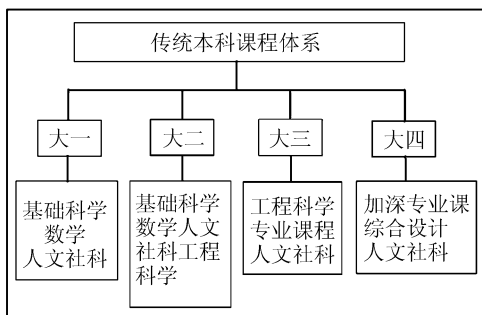 传统本科课程体系
大一
大二
大三
大四
基础科学
数学
人文社科
基础科学
数学人文
社科工程
科学
工程科学
专业课程
人文社科
加深专业课
综合设计
人文社科